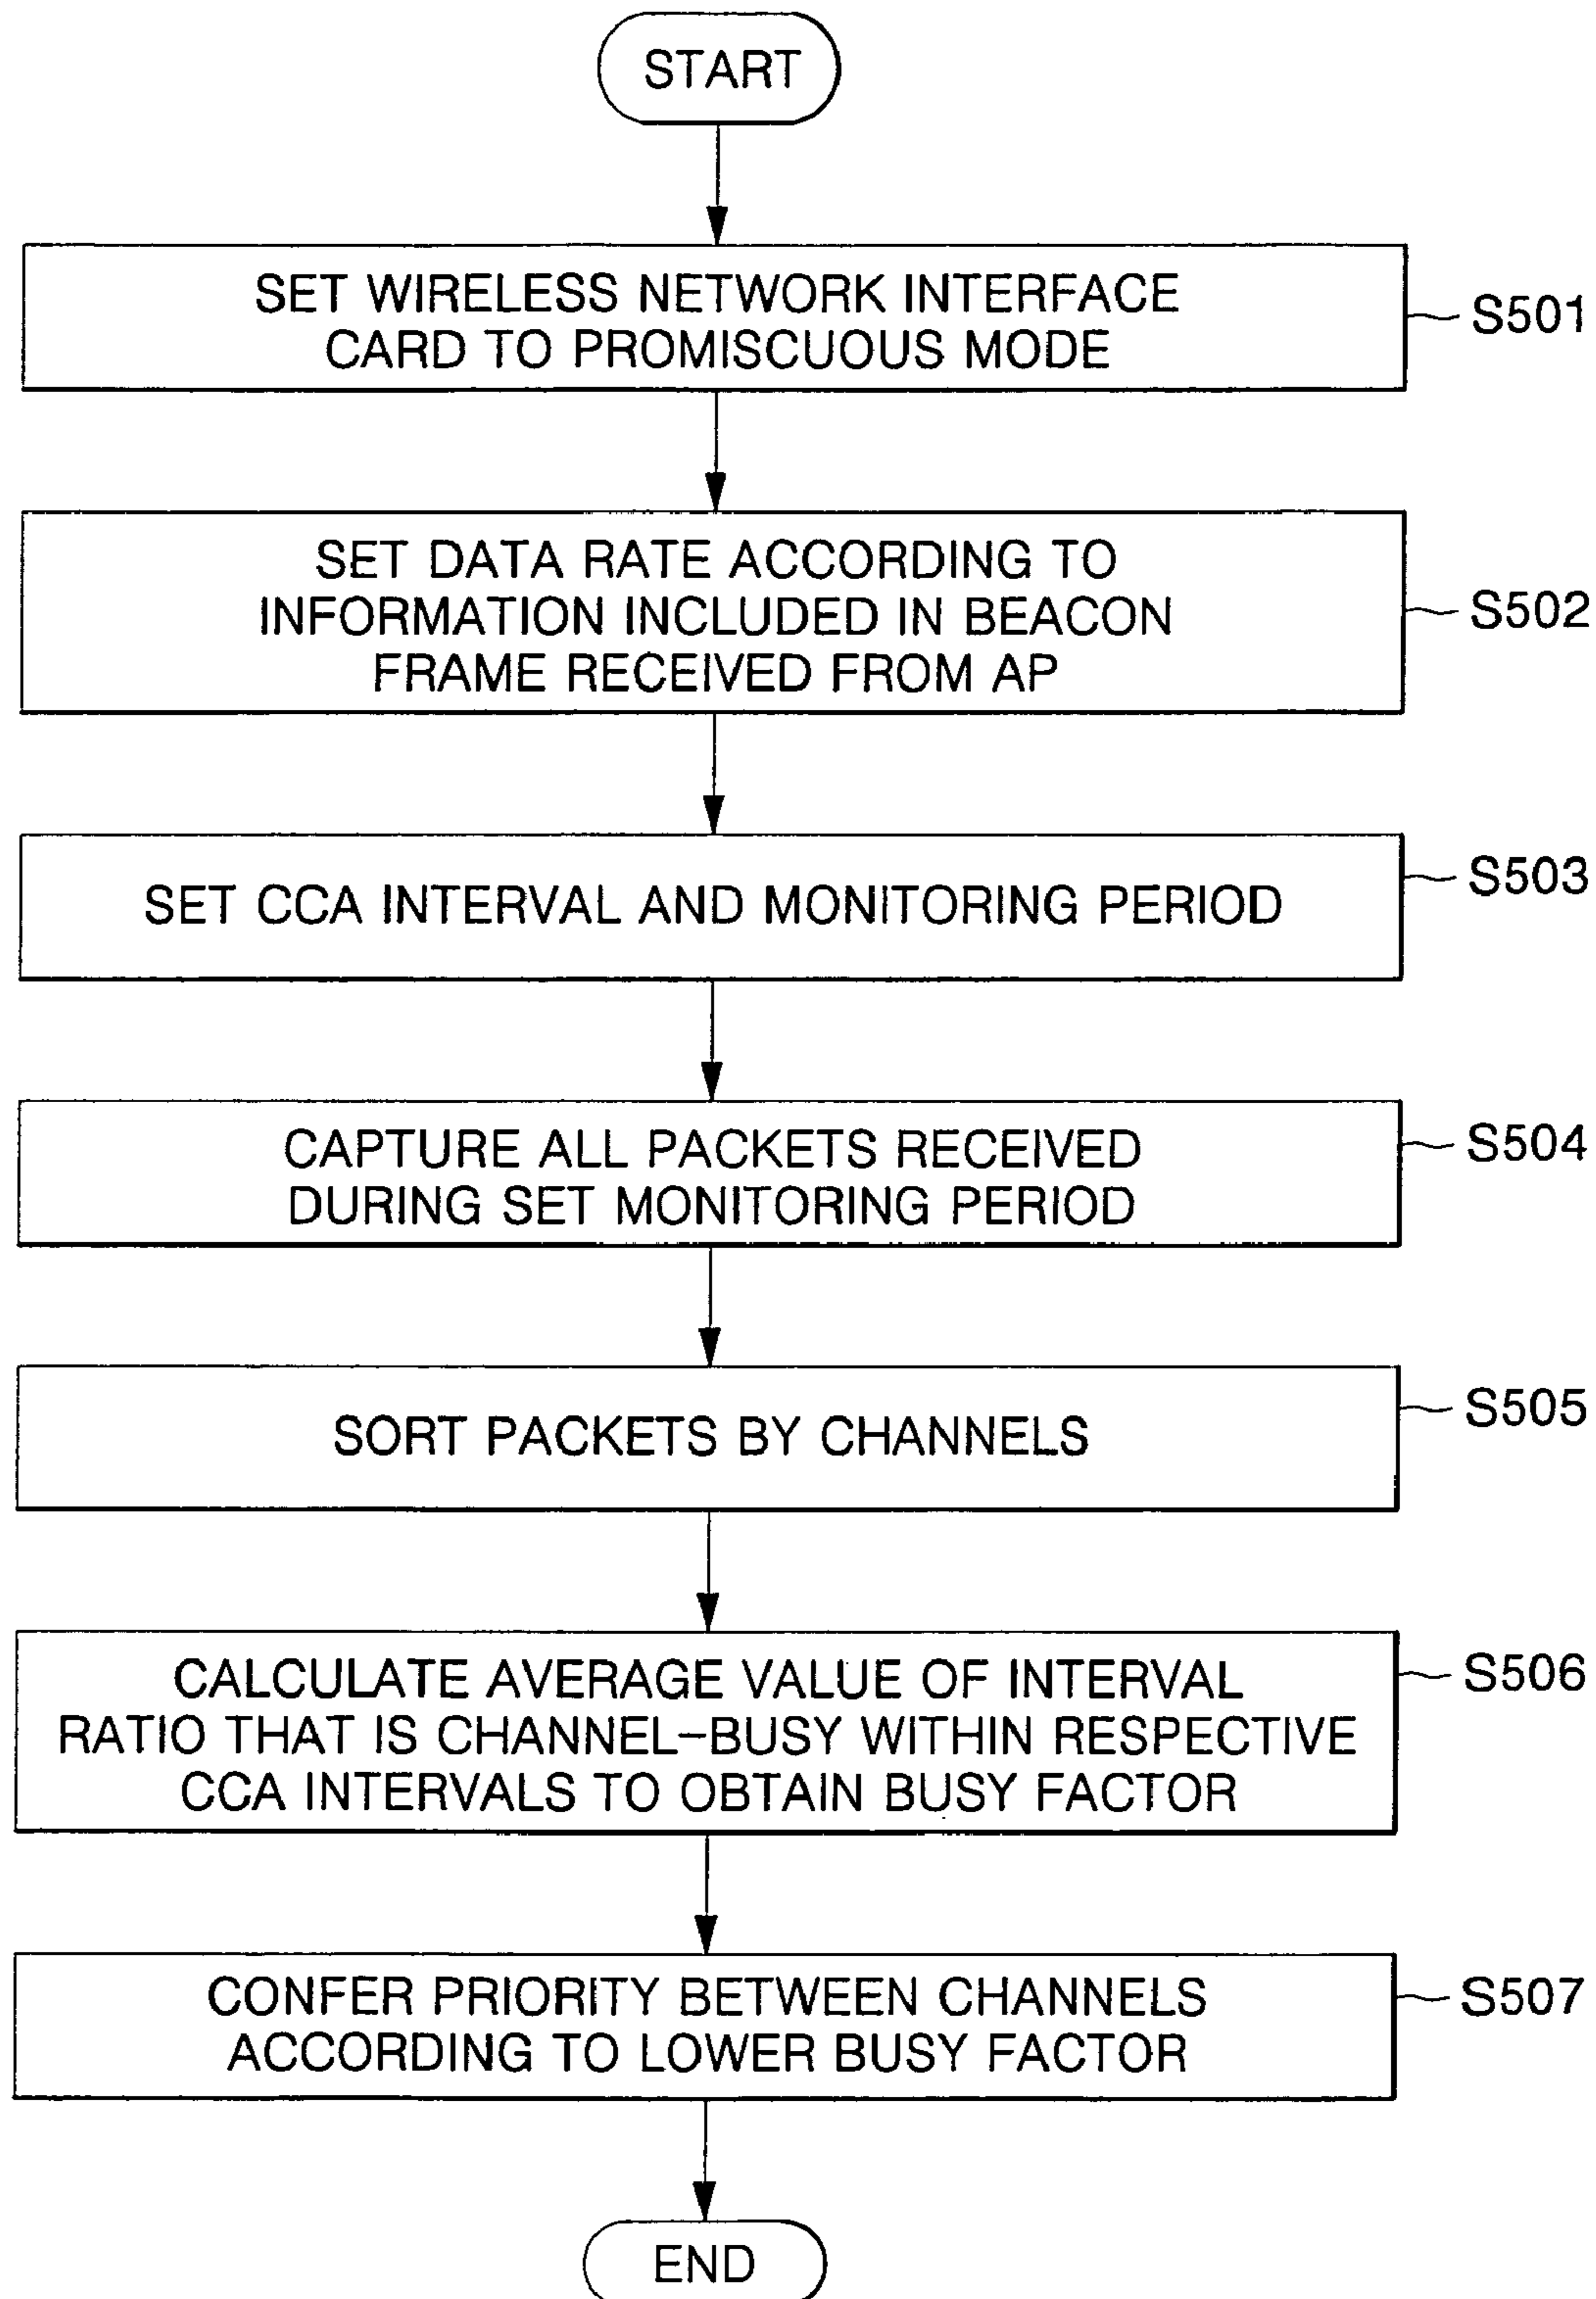 START
SET WIRELESS NETWORK INTERFACE
CARD TO PROMISCUOUS MODE
S501
SET DATA RATE ACCORDING TO
INFORMATION INCLUDED IN BEACON
FRAME RECEIVED FROM AP
S502
SET CCA INTERVAL AND MONITORING PERIOD
S503
CAPTURE ALL PACKETS RECEIVED
DURING SET MONITORING PERIOD
S504
SORT PACKETS BY CHANNELS
S505
CALCULATE AVERAGE VALUE OF INTERVAL
RATIO THAT IS CHANNEL-BUSY WITHIN RESPECTIVE
CCA INTERVALS TO OBTAIN BUSY FACTOR
S506
CONFER PRIORITY BETWEEN CHANNELS
ACCORDING TO LOWER BUSY FACTOR
S507
END